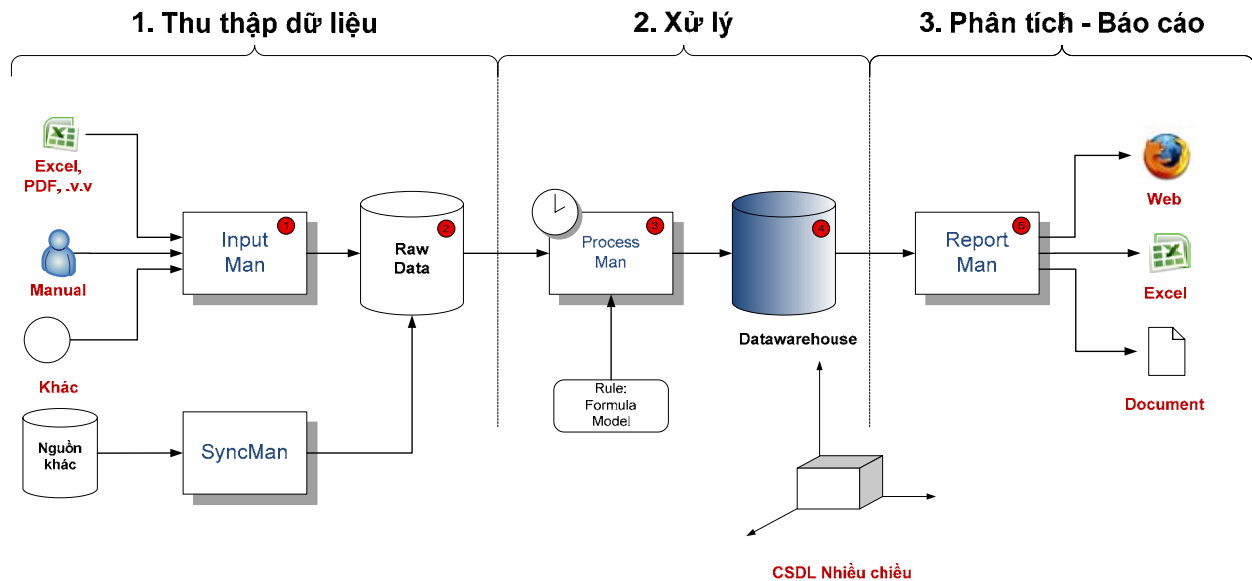 1. Thu thập dữ liệu
2. Xử lý
3. Phân tích - Báo cáo
Excel,
PDF, .v.v
Manual
Khác
Nguồn
khác
Input
Man
1
SyncMan
Raw
Data
2
Process
Man
3
Rule:
Formula
Model
4
Datawarehouse
CSDL Nhiều chiều
Report
Man
5
Web
Excel
Document